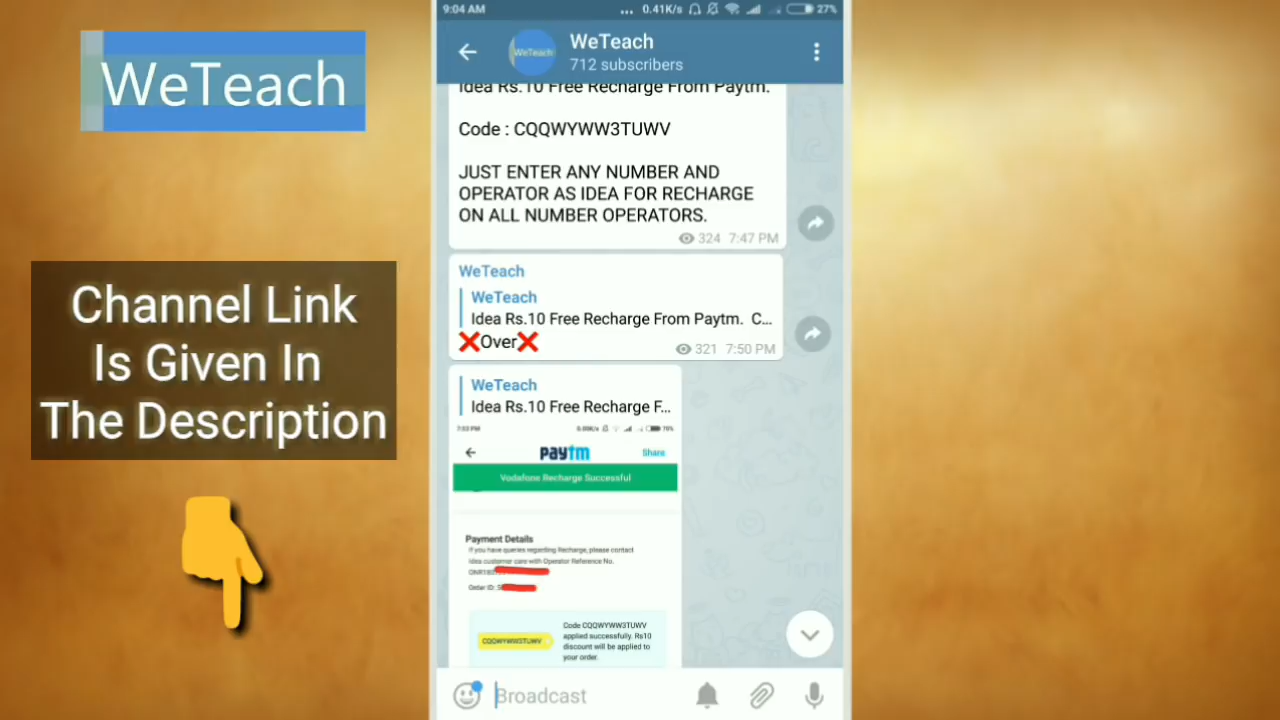 WeTeach
Channel Link
Is Given In
The Description
9:04 AM
... 0.41K/s
27%
WeTeach
WeTeach
712 subscribers
Idea Rs.10 Free Recharge From Paytm.
Code : CQQWYWW3TUWV
JUST ENTER ANY NUMBER AND
OPERATOR AS IDEA FOR RECHARGE
ON ALL NUMBER OPERATORS.
324 7:47 PM
WeTeach
WeTeach
Idea Rs.10 Free Recharge From Paytm. C...
❌Over❌
321 7:50 PM
WeTeach
Idea Rs.10 Free Recharge F...
7:53 PM
paytm
Share
Vodafone Recharge Successful
Payment Details
If you have queries regarding Recharge, please contact
Idea customer care with Operator Reference No.
Order ID:
CQQWYWW3TUWV
Code CQQWYWW3TUWV
applied successfully. Rs10
discount will be applied to
your order.
Broadcast